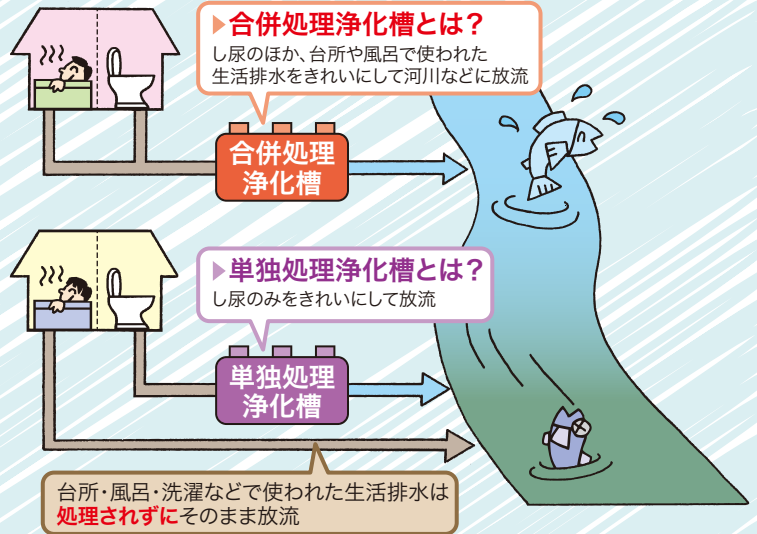 ▶合併処理浄化槽とは?
し尿のほか、台所や風呂で使われた
生活排水をきれいにして河川などに放流
合併処理
浄化槽
▶単独処理浄化槽とは?
し尿のみをきれいにして放流
単独処理
浄化槽
台所・風呂・洗濯などで使われた生活排水は
処理されずにそのまま放流